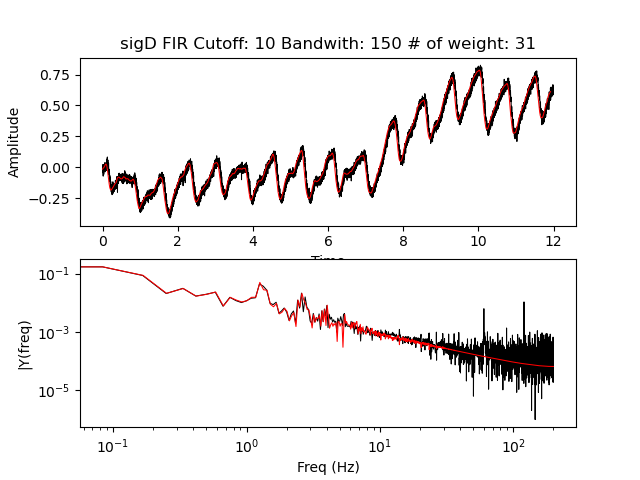 sigD FIR Cutoff: 10 Bandwith: 150 # of weight: 31
0.75
0.50
0.25
0.00
−0.25
Amplitude
0 2 4 6 8 10 12
Time
10⁻¹
10⁻³
10⁻⁵
|Y(freq)
10⁻¹ 10⁰ 10¹ 10²
Freq (Hz)